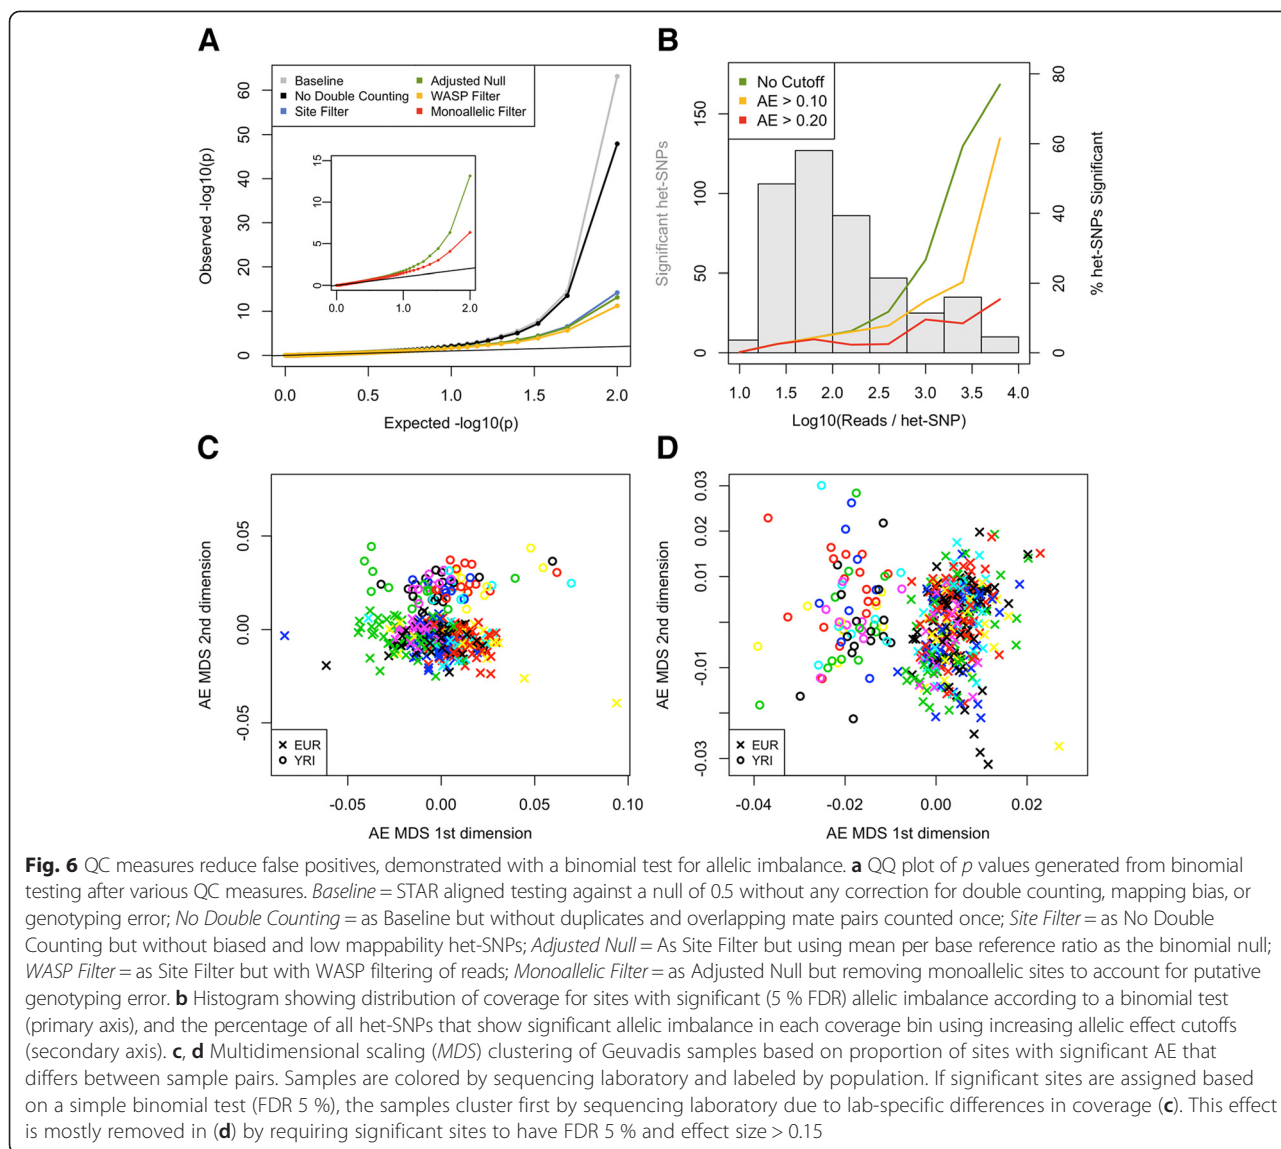 A
Baseline
No Double Counting
Site Filter
Adjusted Null
WASP Filter
Monoallelic Filter
Observed -log10(p)
60
50
40
30
20
10
0
15
10
5
0
0.0 1.0 2.0
0.0 0.5 1.0 1.5 2.0
Expected -log10(p)
B
No Cutoff
AE > 0.10
AE > 0.20
Significant het-SNPs
150
100
50
0
80
60
40
20
0
% het-SNPs Significant
1.0 1.5 2.0 2.5 3.0 3.5 4.0
Log10(Reads / het-SNP)
C
AE MDS 2nd dimension
0.05
0.00
-0.05
EUR
YRI
-0.05 0.00 0.05 0.10
AE MDS 1st dimension
D
AE MDS 2nd dimension
0.03
0.02
0.01
-0.01
-0.03
EUR
YRI
-0.04 -0.02 0.00 0.02
AE MDS 1st dimension
Fig. 6 QC measures reduce false positives, demonstrated with a binomial test for allelic imbalance. a QQ plot of p values generated from binomial
testing after various QC measures. Baseline = STAR aligned testing against a null of 0.5 without any correction for double counting, mapping bias, or
genotyping error; No Double Counting = as Baseline but without duplicates and overlapping mate pairs counted once; Site Filter = as No Double
Counting but without biased and low mappability het-SNPs; Adjusted Null = As Site Filter but using mean per base reference ratio as the binomial null;
WASP Filter = as Site Filter but with WASP filtering of reads; Monoallelic Filter = as Adjusted Null but removing monoallelic sites to account for putative
genotyping error. b Histogram showing distribution of coverage for sites with significant (5 % FDR) allelic imbalance according to a binomial test
(primary axis), and the percentage of all het-SNPs that show significant allelic imbalance in each coverage bin using increasing allelic effect cutoffs
(secondary axis). c, d Multidimensional scaling (MDS) clustering of Geuvadis samples based on proportion of sites with significant AE that
differs between sample pairs. Samples are colored by sequencing laboratory and labeled by population. If significant sites are assigned based
on a simple binomial test (FDR 5 %), the samples cluster first by sequencing laboratory due to lab-specific differences in coverage (c). This effect
is mostly removed in (d) by requiring significant sites to have FDR 5 % and effect size > 0.15